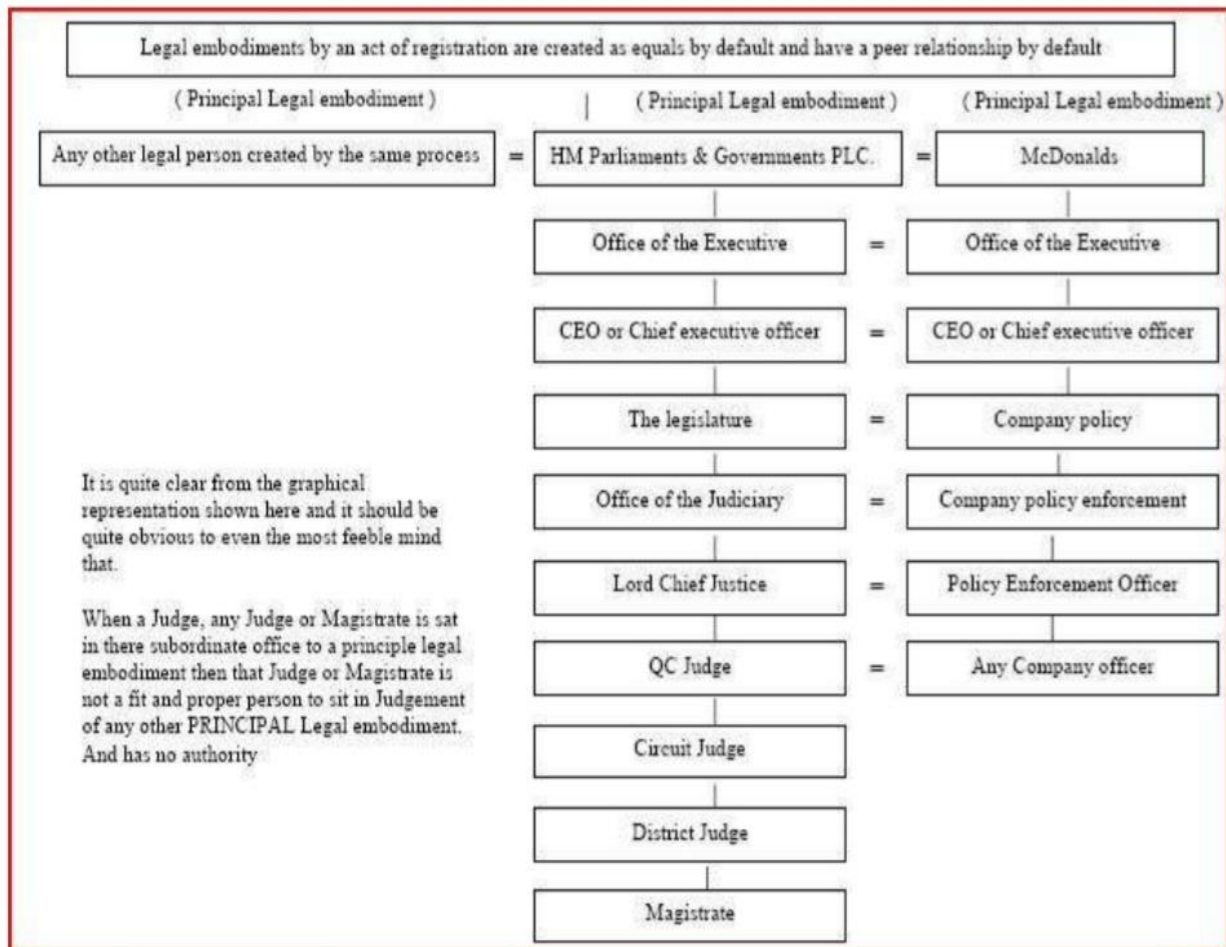 Legal embodiments by an act of registration are created as equals by default and have a peer relationship by default
( Principal Legal embodiment )
( Principal Legal embodiment )
( Principal Legal embodiment )
Any other legal person created by the same process
=
HM Parliaments & Governments PLC.
=
McDonalds
Office of the Executive
=
Office of the Executive
CEO or Chief executive officer
=
CEO or Chief executive officer
The legislature
=
Company policy
Office of the Judiciary
=
Company policy enforcement
Lord Chief Justice
=
Policy Enforcement Officer
QC Judge
=
Any Company officer
Circuit Judge
District Judge
Magistrate
It is quite clear from the graphical
representation shown here and it should be
quite obvious to even the most feeble mind
that.
When a Judge, any Judge or Magistrate is sat
in there subordinate office to a principle legal
embodiment then that Judge or Magistrate is
not a fit and proper person to sit in Judgement
of any other PRINCIPAL Legal embodiment.
And has no authority